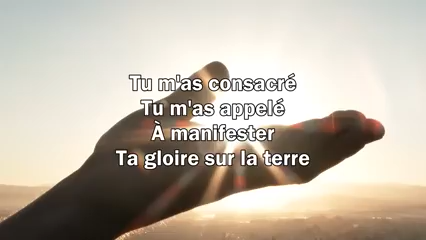 Tu m'as consacré
Tu m'as appelé
À manifester
Ta gloire sur la terre